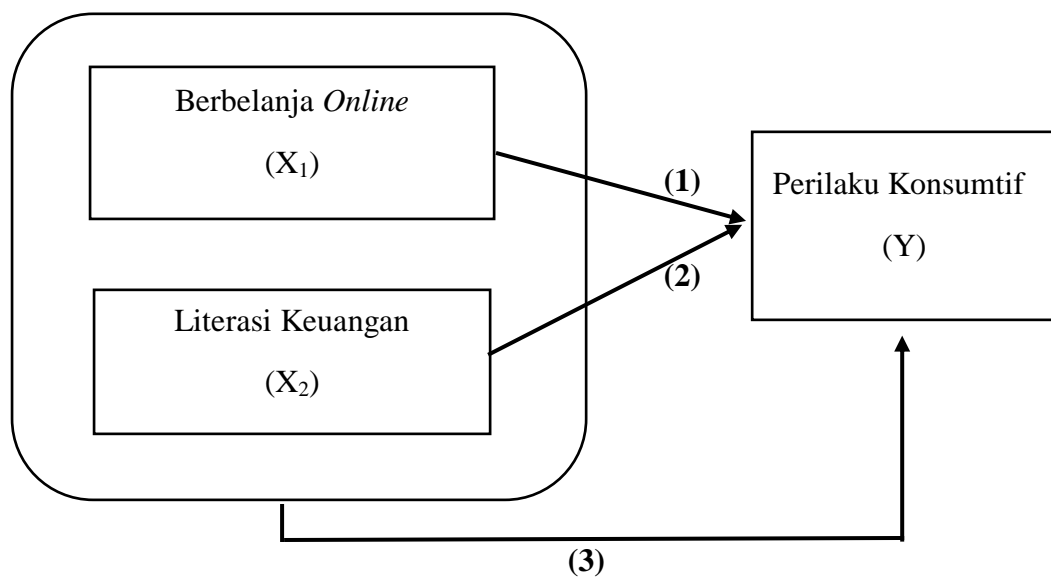 Berbelanja Online
(X₁)
(1)
Perilaku Konsumtif
(Y)
(2)
Literasi Keuangan
(X₂)
(3)